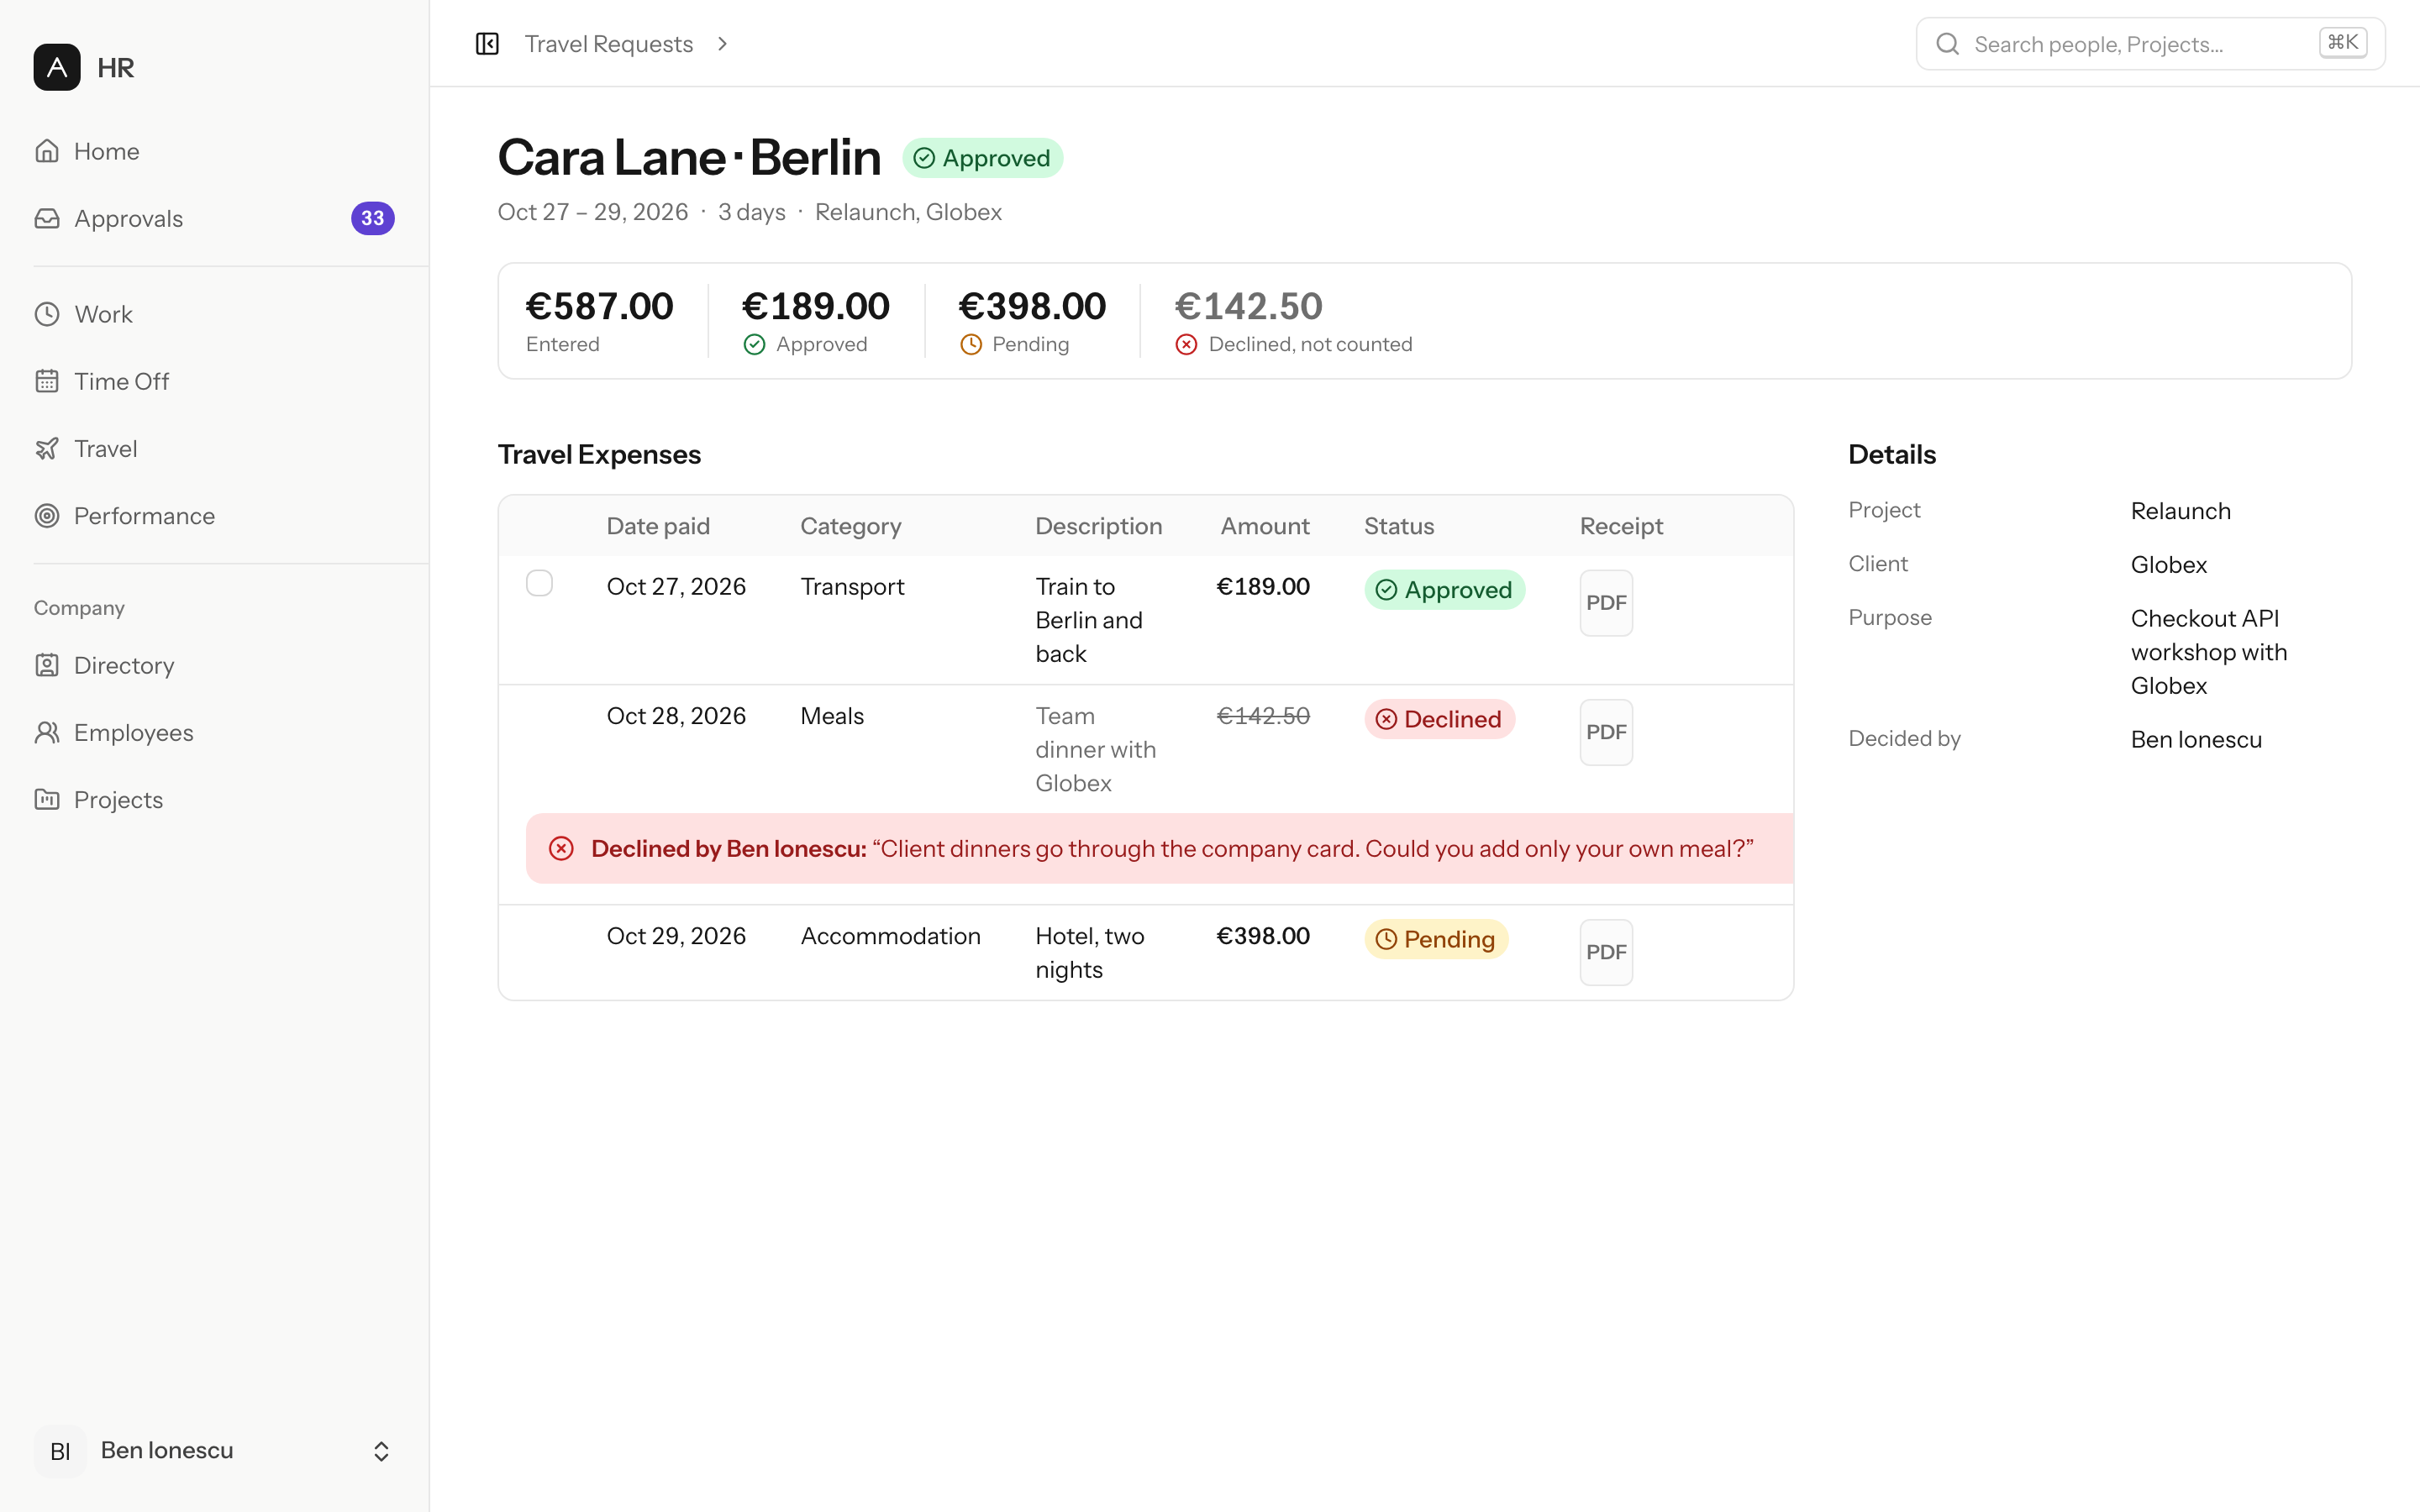 HR
Travel Requests
Search people, Projects...
⌘K
Home
Approvals
33
Work
Time Off
Travel
Performance
Company
Directory
Employees
Projects
BI
Ben Ionescu
Cara Lane · Berlin
Approved
Oct 27 – 29, 2026 · 3 days · Relaunch, Globex
€587.00
Entered
€189.00
Approved
€398.00
Pending
€142.50
Declined, not counted
Travel Expenses
Date paid Category Description Amount Status Receipt
Oct 27, 2026 Transport Train to €189.00 Approved PDF
Berlin and
back
Oct 28, 2026 Meals Team €142.50 Declined PDF
dinner with
Globex
Declined by Ben Ionescu: “Client dinners go through the company card. Could you add only your own meal?”
Oct 29, 2026 Accommodation Hotel, two €398.00 Pending PDF
nights
Details
Project Relaunch
Client Globex
Purpose Checkout API
workshop with
Globex
Decided by Ben Ionescu